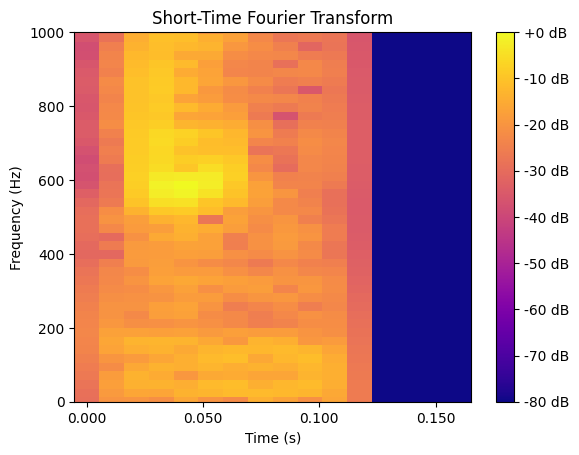 Short-Time Fourier Transform
Frequency (Hz)
1000
800
600
400
200
0
0.000
0.050
0.100
0.150
Time (s)
+0 dB
-10 dB
-20 dB
-30 dB
-40 dB
-50 dB
-60 dB
-70 dB
-80 dB